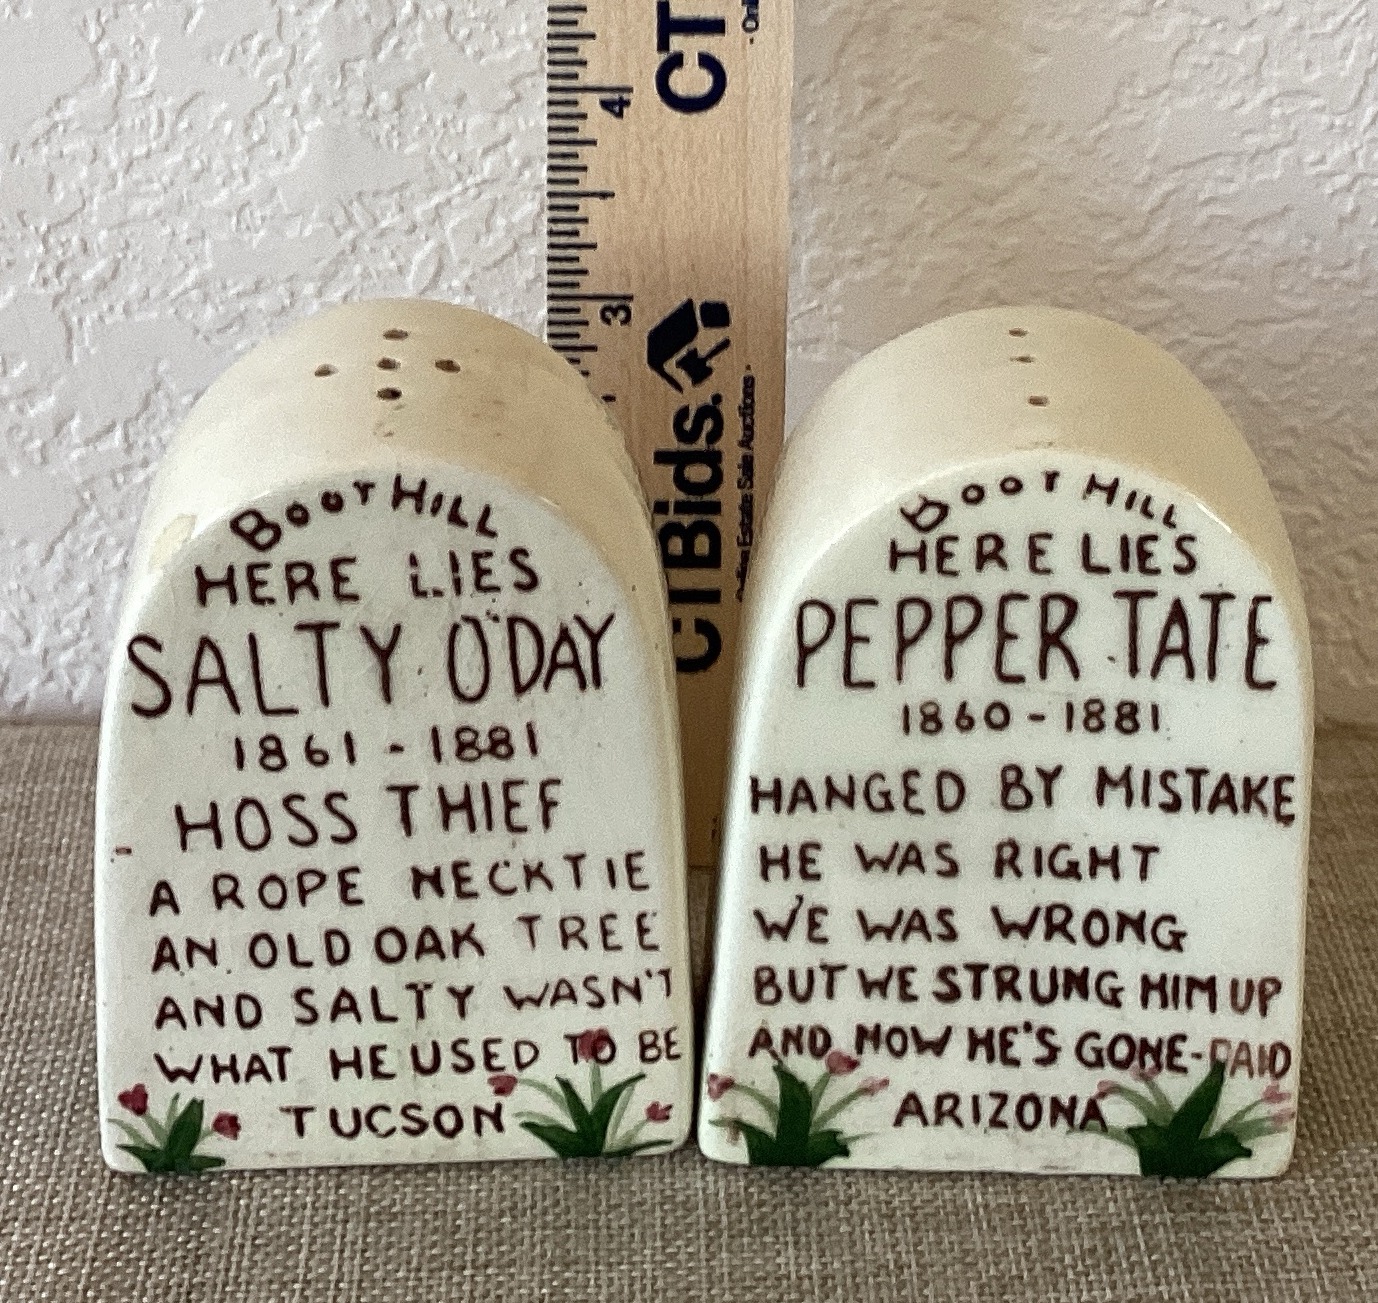 BOOT HILL
HERE LIES
SALTY O'DAY
1861 - 1881
HOSS THIEF
A ROPE NECKTIE
AN OLD OAK TREE
AND SALTY WASN'T
WHAT HE USED TO BE
TUCSON
BOOT HILL
HERE LIES
PEPPER TATE
1860 - 1881
HANGED BY MISTAKE
HE WAS RIGHT
WE WAS WRONG
BUT WE STRUNG HIM UP
AND NOW HE'S GONE-
ARIZONA
3
4
CTBids.
Estate Sale Auctions -
CT